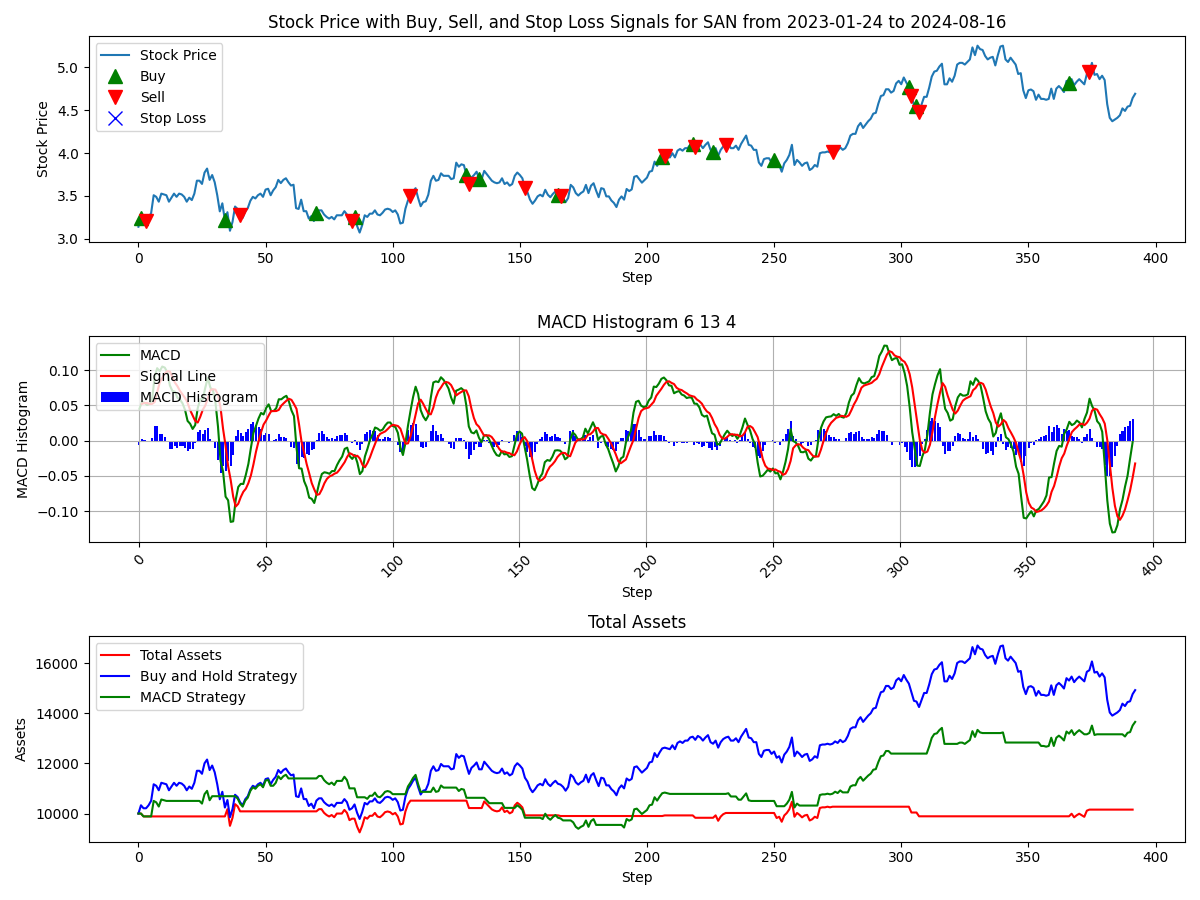 Stock Price with Buy, Sell, and Stop Loss Signals for SAN from 2023-01-24 to 2024-08-16
Stock Price
Buy
Sell
Stop Loss
Stock Price
5.0
4.5
4.0
3.5
3.0
0 50 100 150 200 250 300 350 400
Step
MACD Histogram 6 13 4
MACD
Signal Line
MACD Histogram
MACD Histogram
0.10
0.05
0.00
−0.05
−0.10
0 50 100 150 200 250 300 350 400
Step
Total Assets
Total Assets
Buy and Hold Strategy
MACD Strategy
Assets
16000
14000
12000
10000
0 50 100 150 200 250 300 350 400
Step